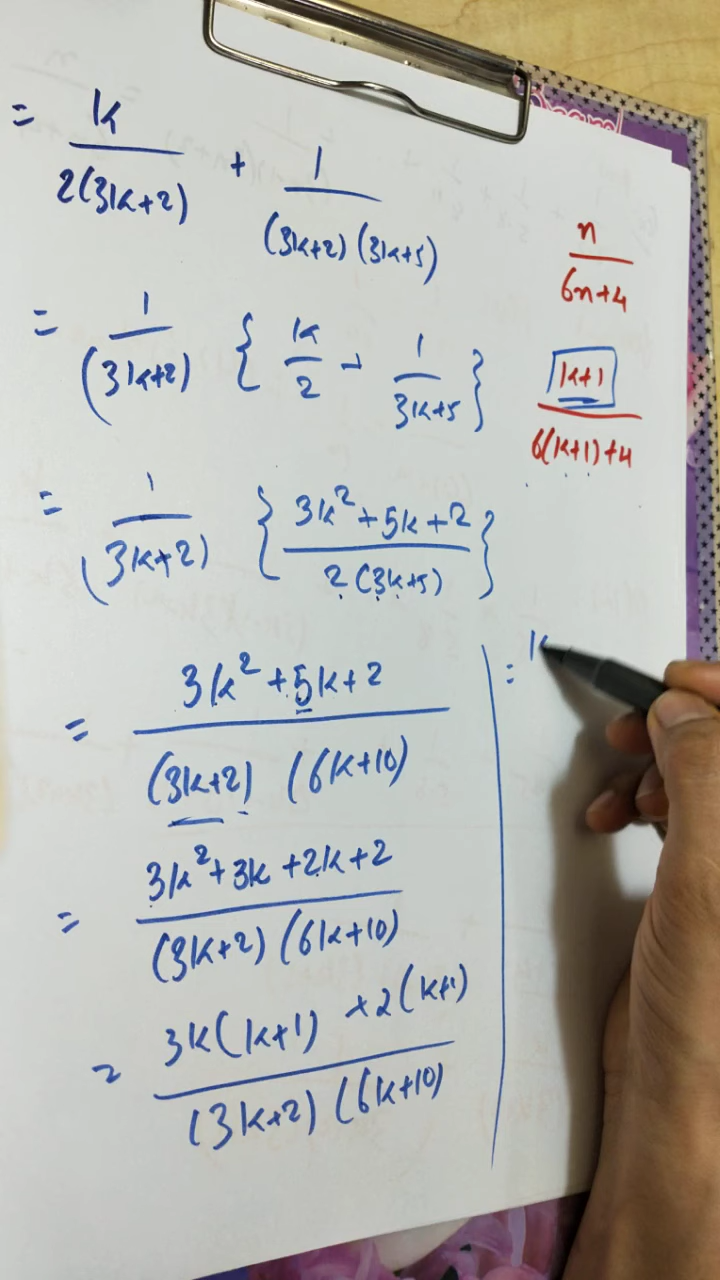 = k/(2(3k+2)) + 1/((3k+2)(3k+5))
= 1/(3k+2) { k/2 + 1/(3k+5) }
= 1/(3k+2) { (3k²+5k+2)/(2(3k+5)) }
= (3k²+5k+2)/((3k+2)(6k+10))
= (3k²+3k+2k+2)/((3k+2)(6k+10))
= (3k(k+1)+2(k+1))/((3k+2)(6k+10))
n/(6n+4)
(k+1)/(6(k+1)+4)
= k